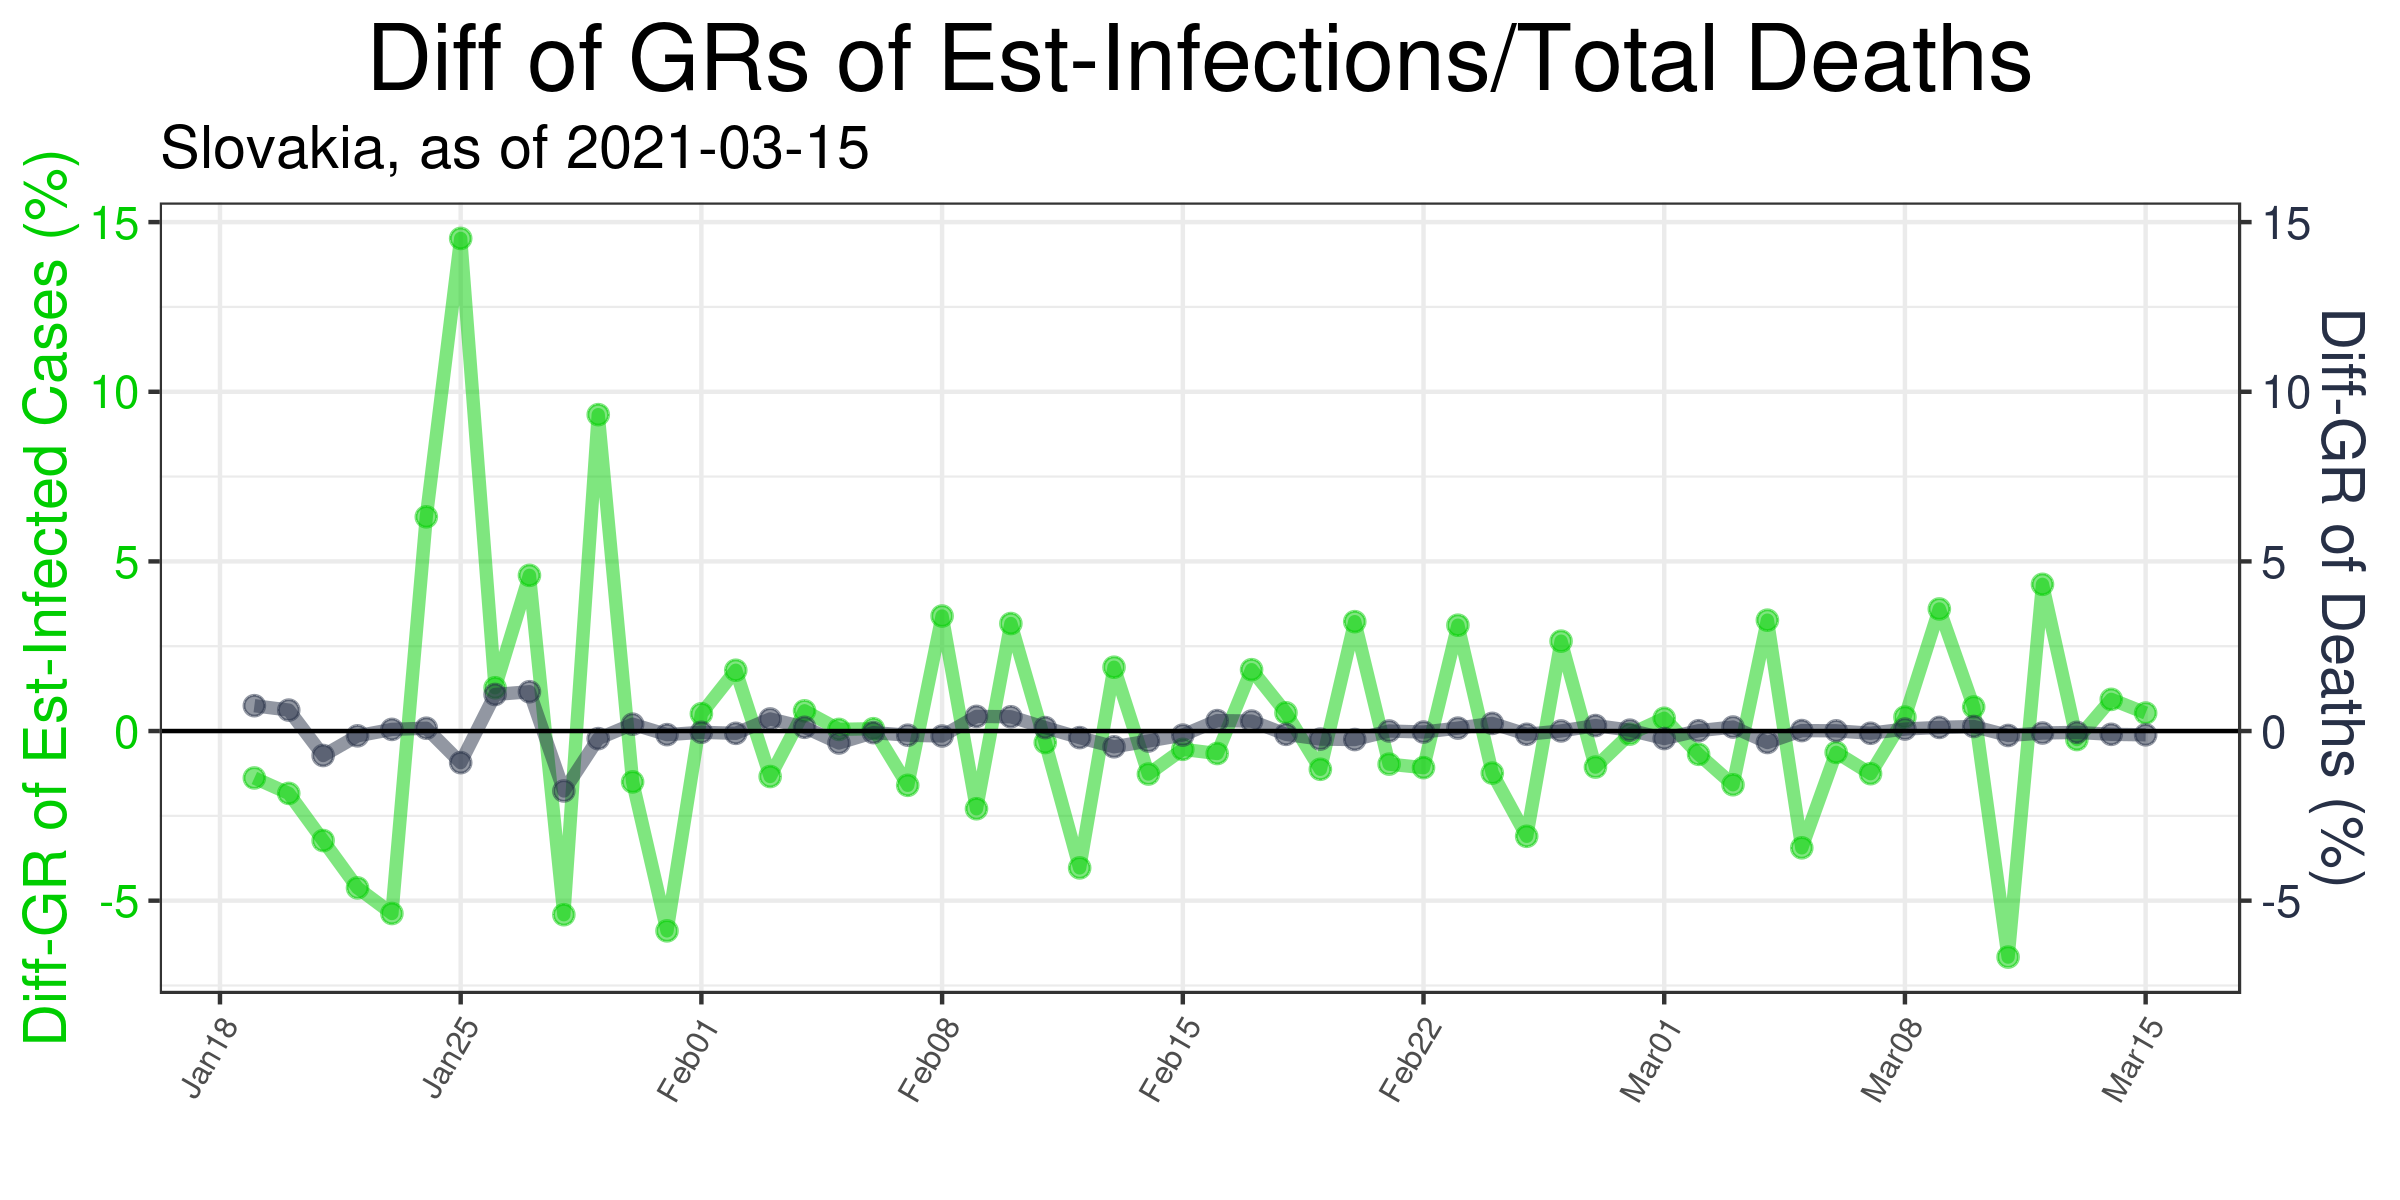 Diff of GRs of Est-Infections/Total Deaths
Slovakia, as of 2021-03-15
Diff-GR of Est-Infected Cases (%)
15
10
5
0
-5
15
10
5
0
-5
Diff-GR of Deaths (%)
Jan18
Jan25
Feb01
Feb08
Feb15
Feb22
Mar01
Mar08
Mar15